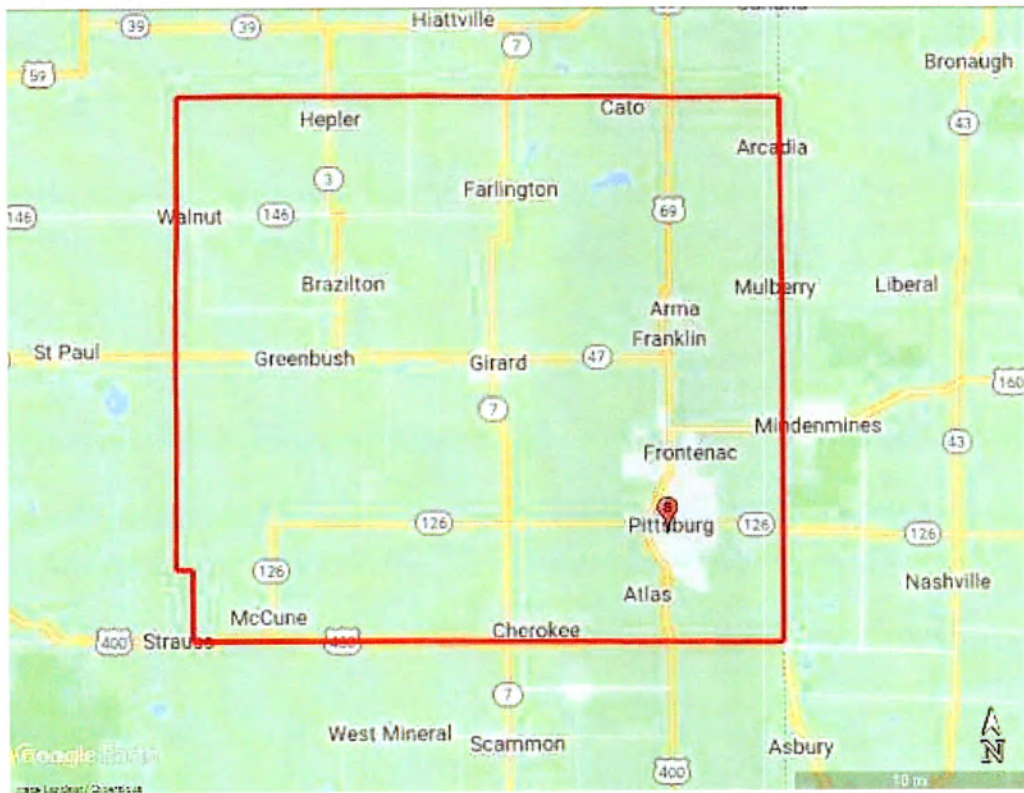 Hiattville
39
39
7
Bronaugh
59
43
Hepler
Cato
Arcadia
3
Farlington
146
Walnut
146
69
Brazilton
Mulberry
Liberal
Arma
Franklin
St Paul
Greenbush
Girard
47
160
7
Mindenmines
43
Frontenac
S
126
Pittsburg
126
126
126
Atlas
Nashville
McCune
Cherokee
400
Strauss
400
7
West Mineral
Scammon
Asbury
N
Google Earth
400
10 mi